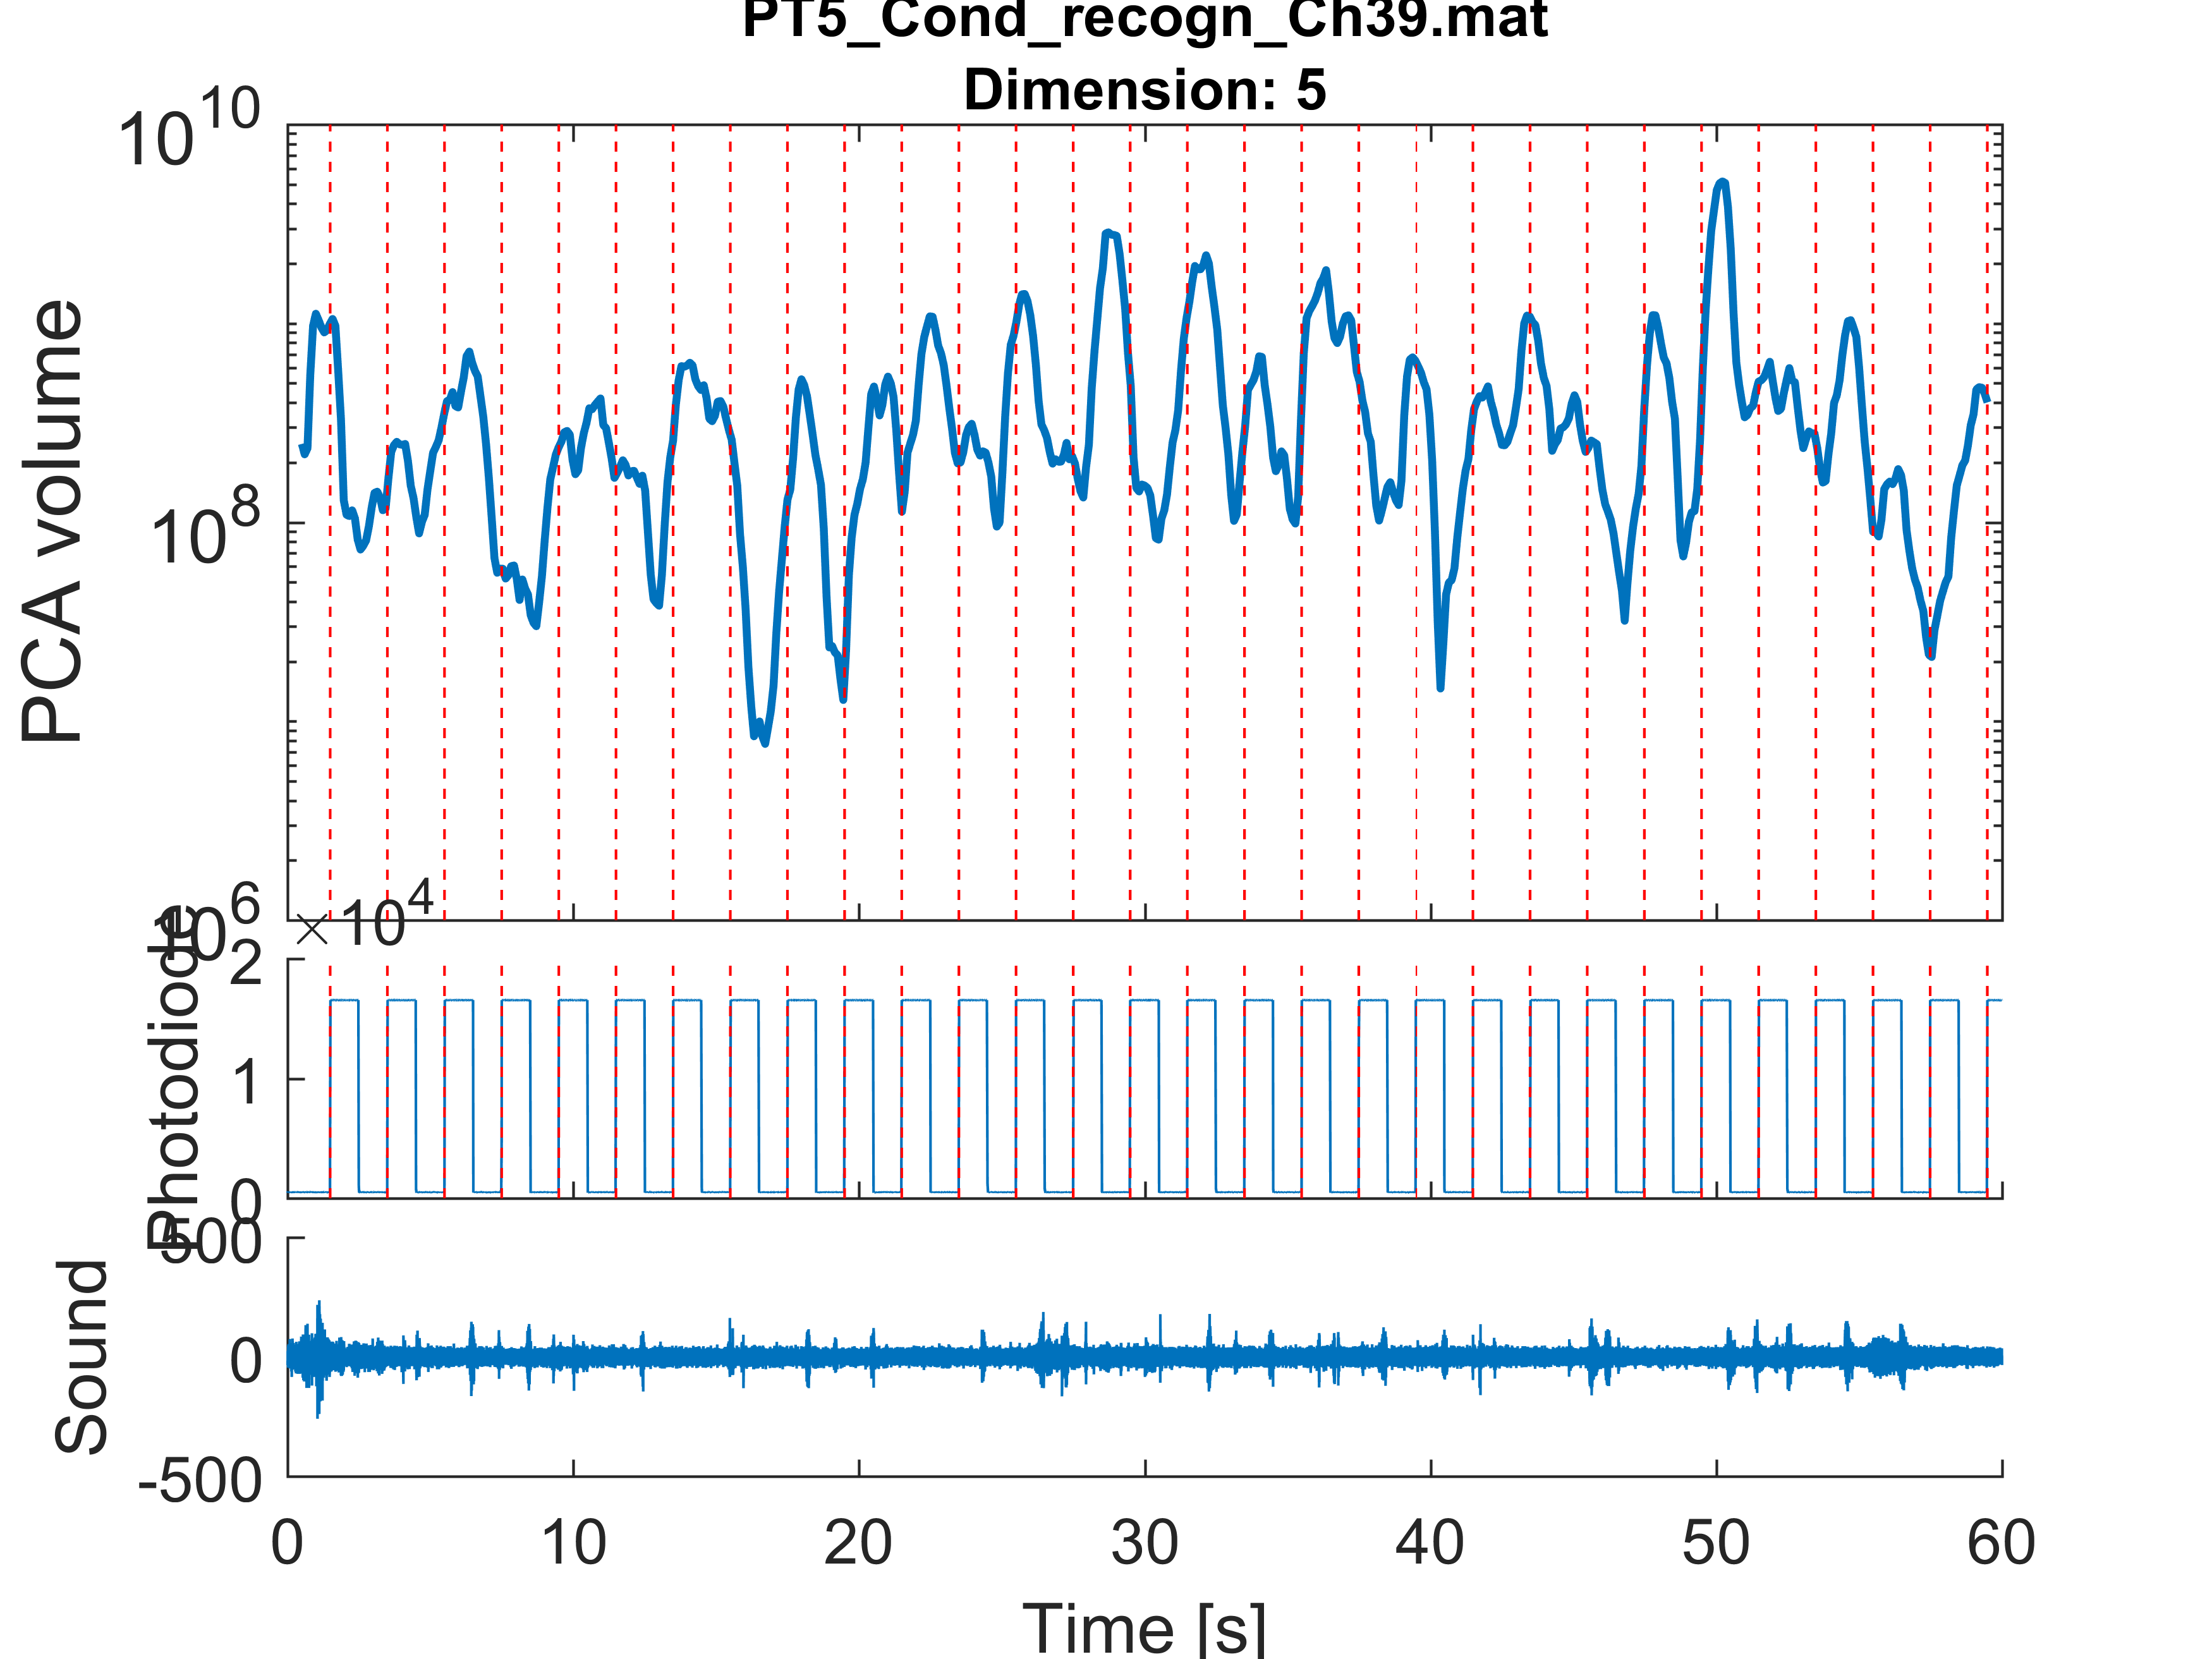 PT5_Cond_recogn_Ch39.mat
Dimension: 5
10^10
10^8
10^6
PCA volume
×10^4
2
1
0
Photodiode
500
0
-500
Sound
0 10 20 30 40 50 60
Time [s]